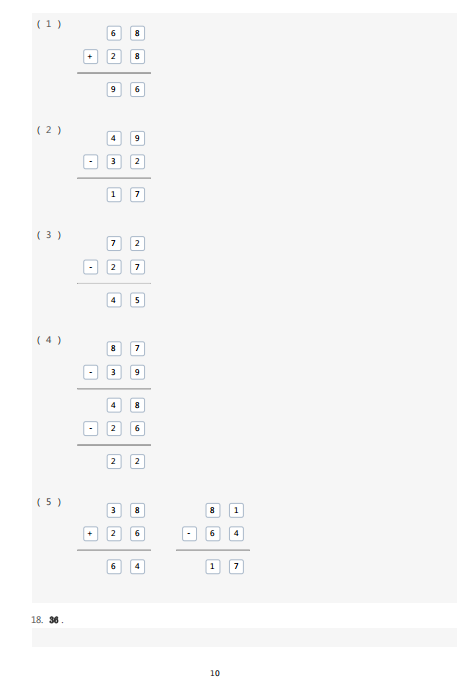 ( 1 )
6 8
+ 2 8
9 6
( 2 )
4 9
- 3 2
1 7
( 3 )
7 2
- 2 7
4 5
( 4 )
8 7
- 3 9
4 8
- 2 6
2 2
( 5 )
3 8 8 1
+ 2 6 - 6 4
6 4 1 7
18. 36 .
10